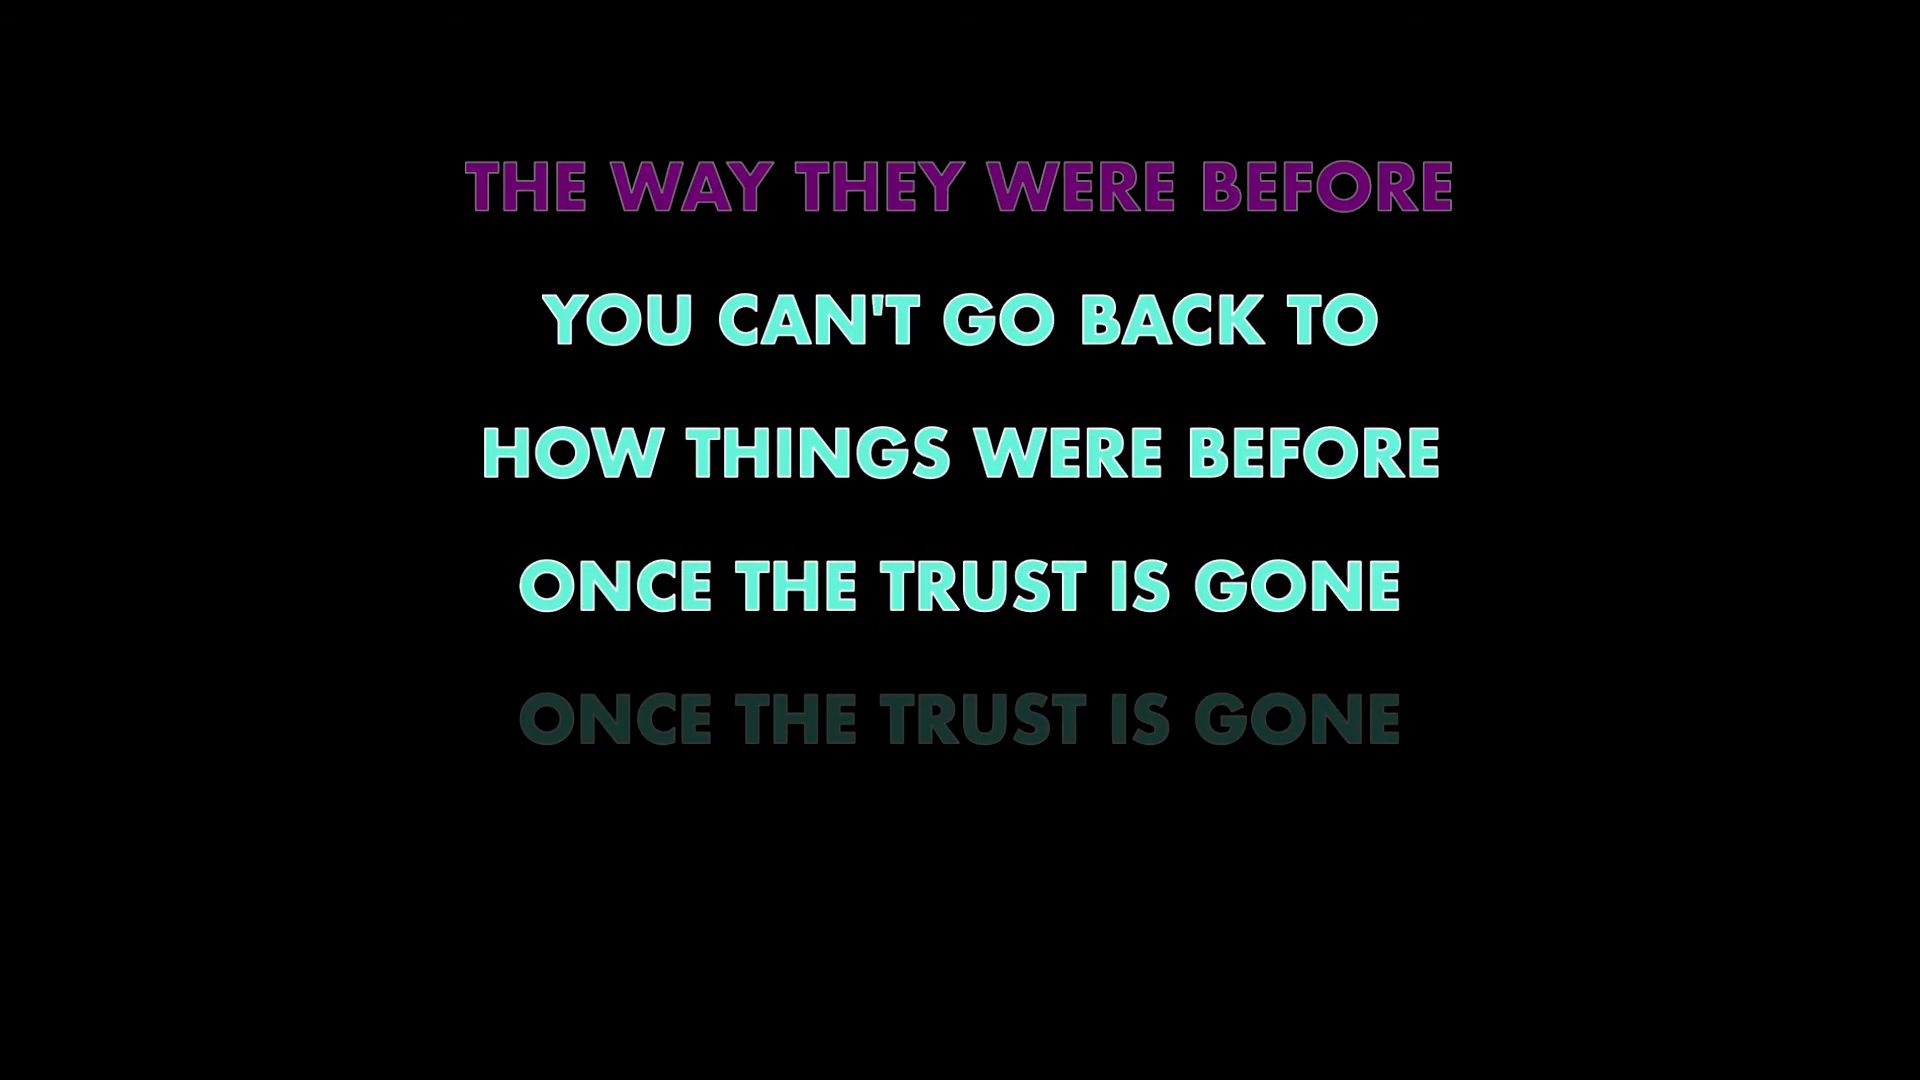 THE WAY THEY WERE BEFORE
YOU CAN'T GO BACK TO
HOW THINGS WERE BEFORE
ONCE THE TRUST IS GONE
ONCE THE TRUST IS GONE